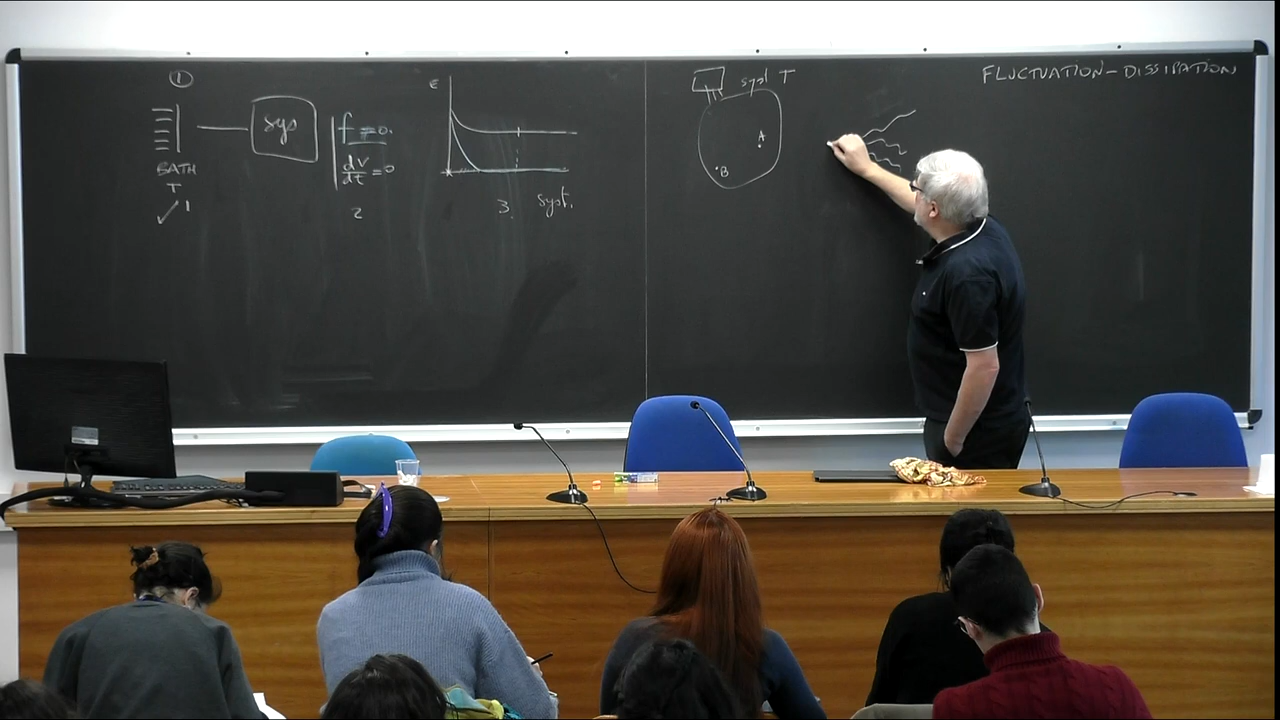 ①
sys
BATH
T
✓ 1
f = 0.
dv/dt = 0
2
ϵ
3.
syst.
syst T
A
B
FLUCTUATION-DISSIPATION